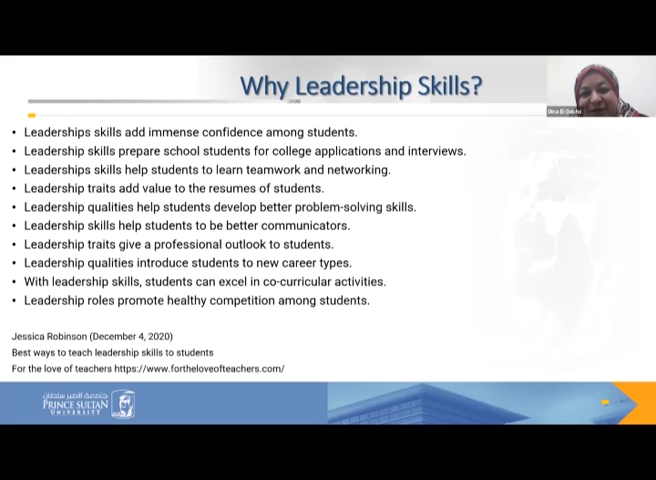 Why Leadership Skills?
• Leaderships skills add immense confidence among students.
• Leadership skills prepare school students for college applications and interviews.
• Leaderships skills help students to learn teamwork and networking.
• Leadership traits add value to the resumes of students.
• Leadership qualities help students develop better problem-solving skills.
• Leadership skills help students to be better communicators.
• Leadership traits give a professional outlook to students.
• Leadership qualities introduce students to new career types.
• With leadership skills, students can excel in co-curricular activities.
• Leadership roles promote healthy competition among students.
Jessica Robinson (December 4, 2020)
Best ways to teach leadership skills to students
For the love of teachers https://www.fortheloveofteachers.com/
جامعة الأمير سلطان
PRINCE SULTAN
UNIVERSITY